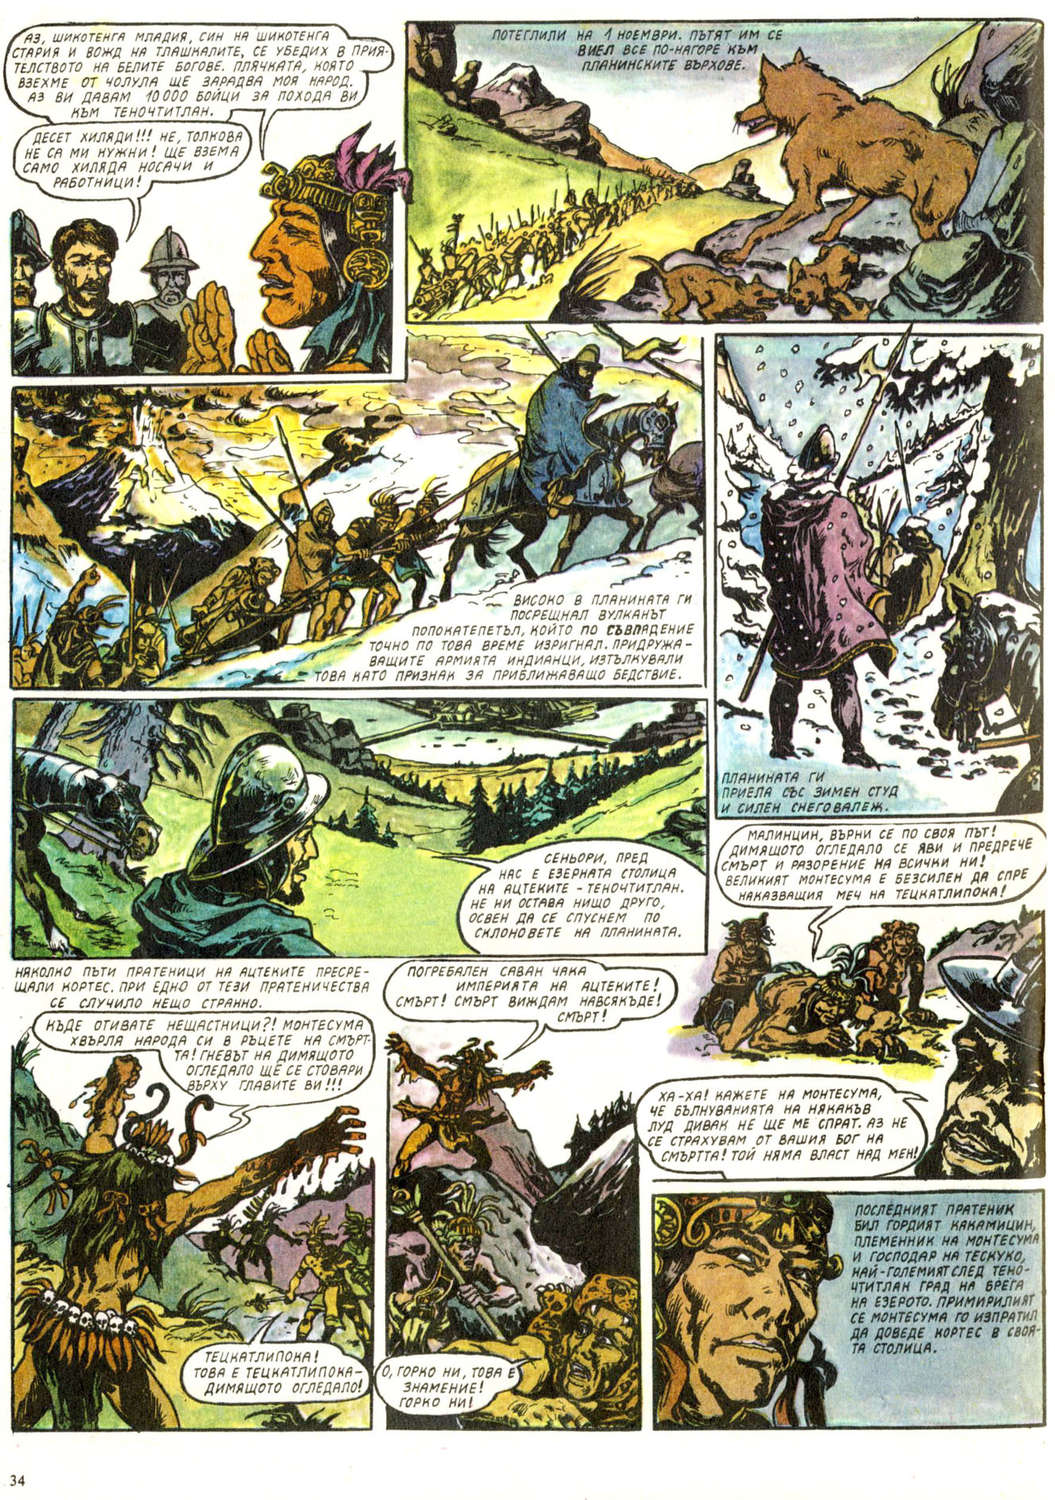 АЗ, ШИКОТЕНГА МЛАДИЯ, СИН НА ШИКОТЕНГА
СТАРИЯ И ВОЖД НА ТЛАШКАЛИТЕ, СЕ УБЕДИХ В ПРИЯ-
ТЕЛСТВОТО НА БЕЛИТЕ БОГОВЕ. ПЛЯЧКАТА, КОЯТО
ВЗЕХМЕ ОТ ЧОЛУЛА ЩЕ ЗАРАДВА МОЯ НАРОД.
АЗ ВИ ДАВАМ 10 000 БОЙЦИ ЗА ПОХОДА ВИ
КЪМ ТЕНОЧТИТЛАН.
ДЕСЕТ ХИЛЯДИ!!! НЕ, ТОЛКОВА
НЕ СА МИ НУЖНИ! ЩЕ ВЗЕМА
САМО ХИЛЯДА НОСАЧИ И
РАБОТНИЦИ!
ПОТЕГЛИЛИ НА 1 НОЕМВРИ. ПЪТЯТ ИМ СЕ
ВИЕЛ ВСЕ ПО-НАГОРЕ КЪМ
ПЛАНИНСКИТЕ ВЪРХОВЕ.
ВИСОКО В ПЛАНИНАТА ГИ
ПОСРЕЩНАЛ ВУЛКАНЪТ
ПОПОКАТЕПЕТЪЛ, КОЙТО ПО СЪВПАДЕНИЕ
ТОЧНО ПО ТОВА ВРЕМЕ ИЗРИГНАЛ. ПРИДРУЖА-
ВАЩИТЕ АРМИЯТА ИНДИАНЦИ, ИЗТЪЛКУВАЛИ
ТОВА КАТО ПРИЗНАК ЗА ПРИБЛИЖАВАЩО БЕДСТВИЕ.
ПЛАНИНАТА ГИ
ПРИЕЛА СЪС ЗИМЕН СТУД
И СИЛЕН СНЕГОВАЛЕЖ.
СЕНЬОРИ, ПРЕД
НАС Е ЕЗЕРНАТА СТОЛИЦА
НА АЦТЕКИТЕ - ТЕНОЧТИТЛАН.
НЕ НИ ОСТАВА НИЩО ДРУГО,
ОСВЕН ДА СЕ СПУСНЕМ ПО
СКЛОНОВЕТЕ НА ПЛАНИНАТА.
МАЛИНЦИН, ВЪРНИ СЕ ПО СВОЯ ПЪТ!
ДИМЯЩОТО ОГЛЕДАЛО СЕ ЯВИ И ПРЕДРЕЧЕ
СМЪРТ И РАЗОРЕНИЕ НА ВСИЧКИ НИ!
ВЕЛИКИЯТ МОНТЕСУМА Е БЕЗСИЛЕН ДА СПРЕ
НАКАЗВАЩИЯ МЕЧ НА ТЕЦКАТЛИПОКА!
НЯКОЛКО ПЪТИ ПРАТЕНИЦИ НА АЦТЕКИТЕ ПРЕСРЕ-
ЩАЛИ КОРТЕС. ПРИ ЕДНО ОТ ТЕЗИ ПРАТЕНИЧЕСТВА
СЕ СЛУЧИЛО НЕЩО СТРАННО.
КЪДЕ ОТИВАТЕ НЕЩАСТНИЦИ?! МОНТЕСУМА
ХВЪРЛЯ НАРОДА СИ В РЪЦЕТЕ НА СМЪРТ-
ТА! ГНЕВЪТ НА ДИМЯЩОТО
ОГЛЕДАЛО ЩЕ СЕ СТОВАРИ
ВЪРХУ ГЛАВИТЕ ВИ!!!
ТЕЦКАТЛИПОКА!
ТОВА Е ТЕЦКАТЛИПОКА-
ДИМЯЩОТО ОГЛЕДАЛО!
ПОГРЕБАЛЕН САВАН ЧАКА
ИМПЕРИЯТА НА АЦТЕКИТЕ!
СМЪРТ! СМЪРТ ВИЖДАМ НАВСЯКЪДЕ!
СМЪРТ!
О, ГОРКО НИ, ТОВА Е
ЗНАМЕНИЕ!
ГОРКО НИ!
ХА-ХА! КАЖЕТЕ НА МОНТЕСУМА,
ЧЕ БЪЛНУВАНИЯТА НА НЯКАКЪВ
ЛУД ДИВАК НЕ ЩЕ МЕ СПРАТ. АЗ НЕ
СЕ СТРАХУВАМ ОТ ВАШИЯ БОГ НА
СМЪРТТА! ТОЙ НЯМА ВЛАСТ НАД МЕН!
ПОСЛЕДНИЯТ ПРАТЕНИК
БИЛ ГОРДИЯТ КАКАМИЦИН,
ПЛЕМЕННИК НА МОНТЕСУМА
И ГОСПОДАР НА ТЕСКУКО,
НАЙ-ГОЛЕМИЯТ СЛЕД ТЕНО-
ЧТИТЛАН ГРАД НА БРЕГА
НА ЕЗЕРОТО. ПРИМИРИЛИЯТ
СЕ МОНТЕСУМА ГО ИЗПРАТИЛ
ДА ДОВЕДЕ КОРТЕС В СВОЯ-
ТА СТОЛИЦА.
34